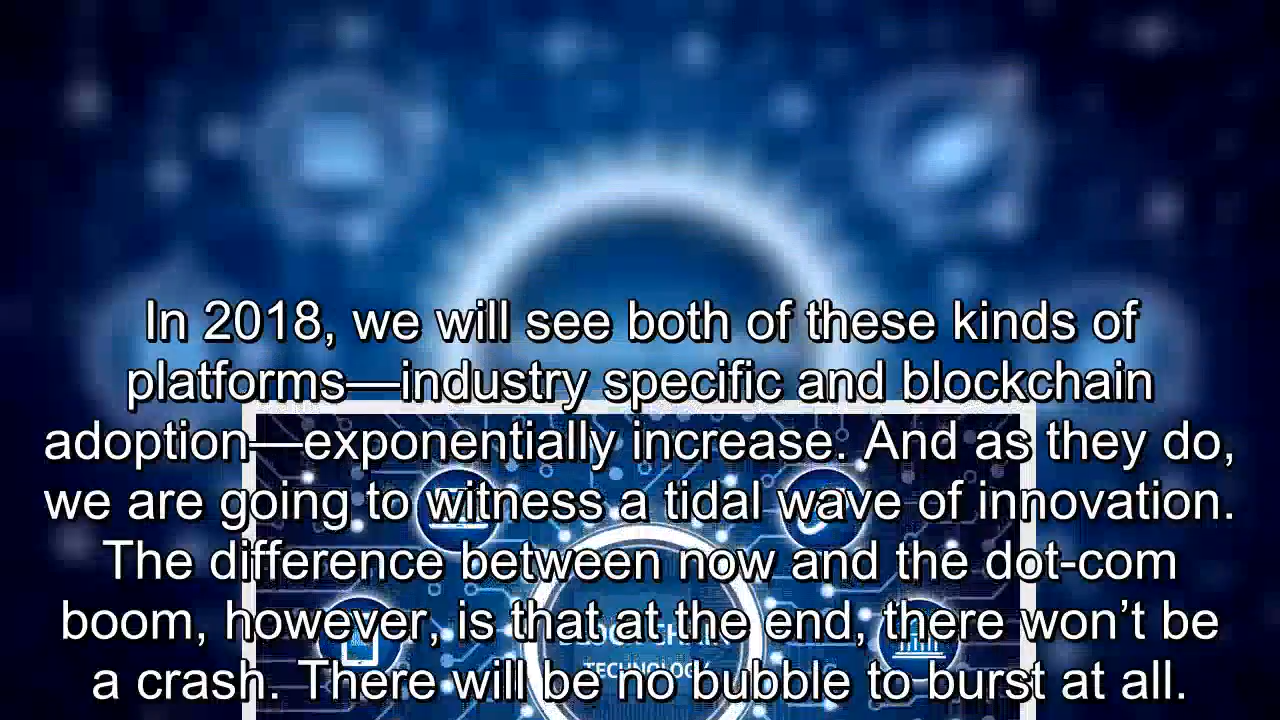 In 2018, we will see both of these kinds of
platforms—industry specific and blockchain
adoption—exponentially increase. And as they do,
we are going to witness a tidal wave of innovation.
The difference between now and the dot-com
boom, however, is that at the end, there won’t be
a crash. There will be no bubble to burst at all.
TECHNOLOGY